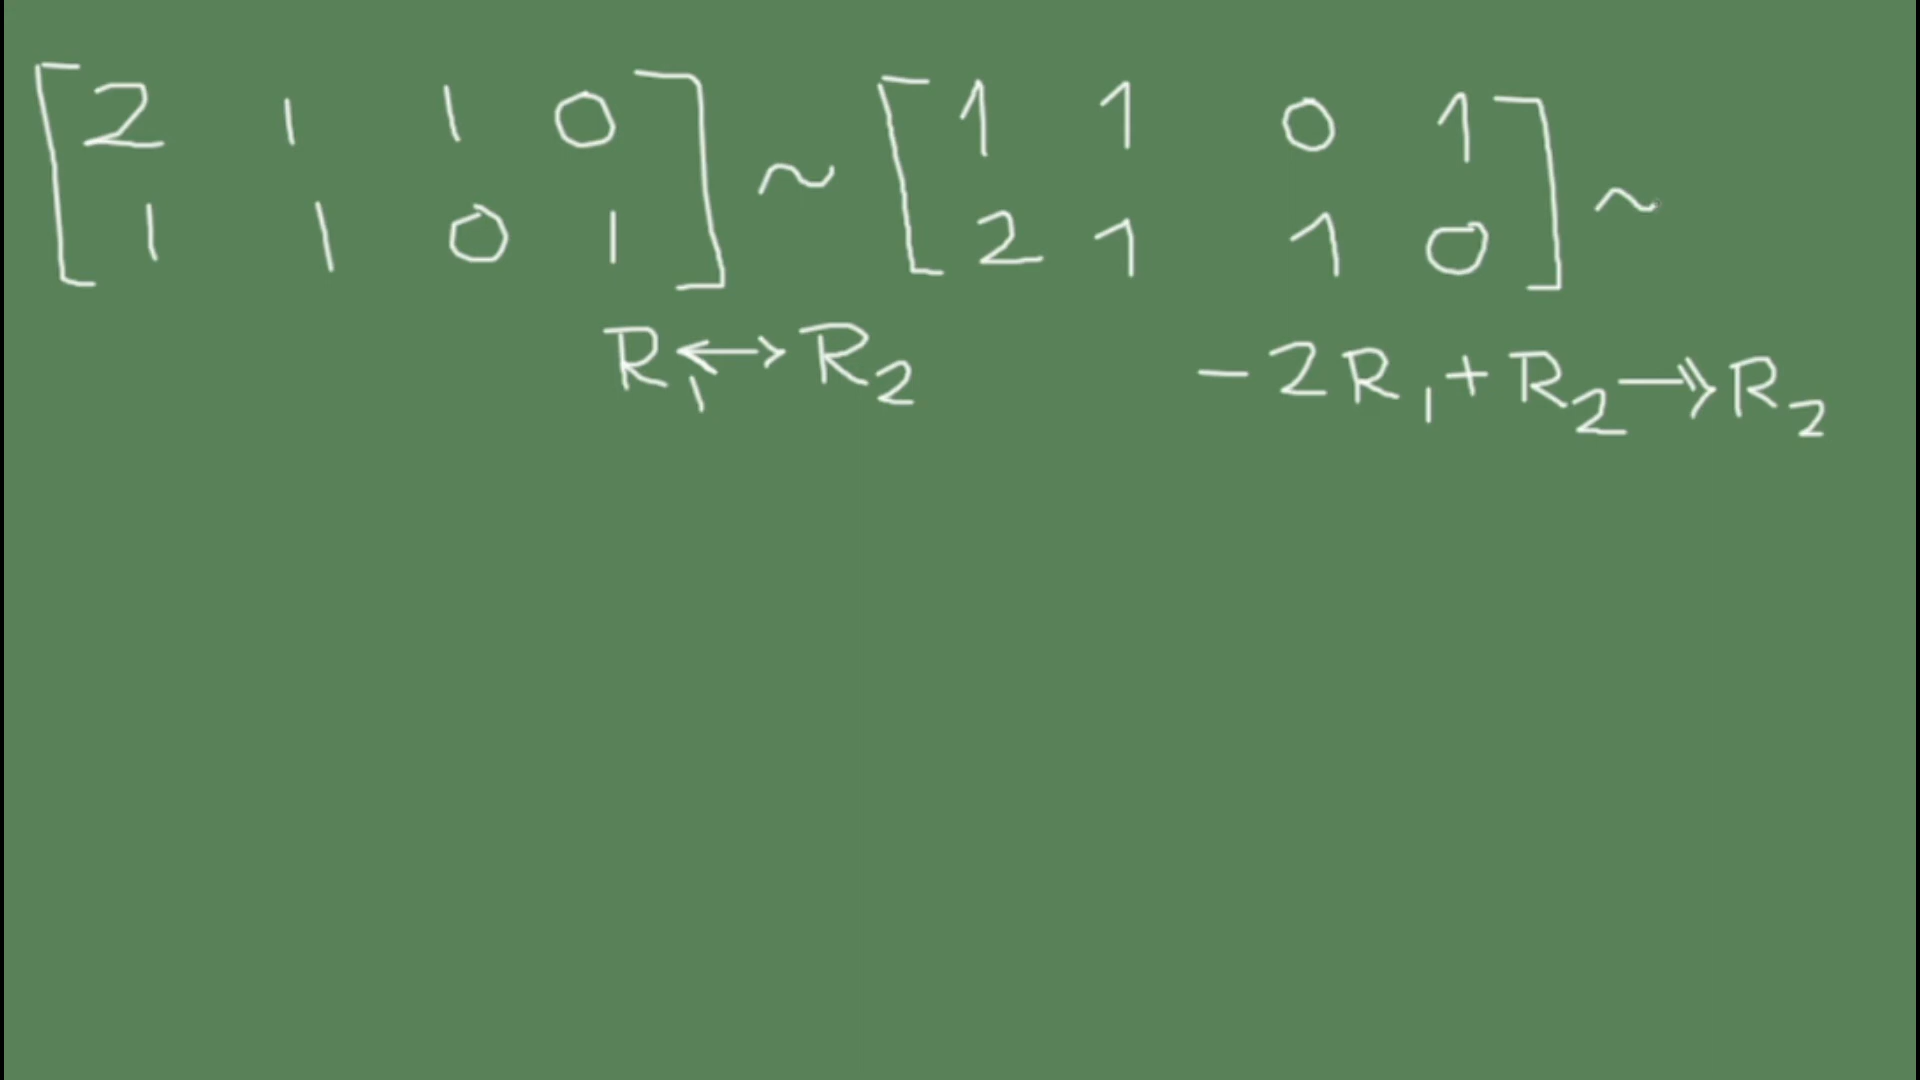 [2 1 1 0] ~ [1 1 0 1] ~
[1 1 0 1] [2 1 1 0]
R₁ ↔ R₂ -2R₁ + R₂ → R₂